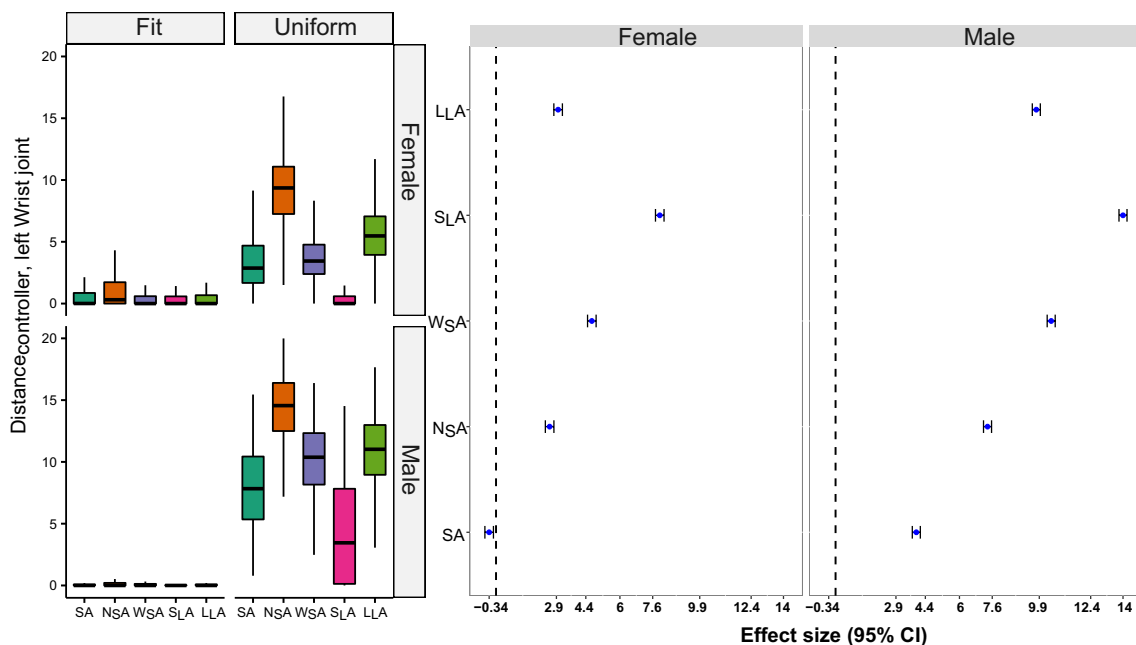 Fit Uniform
Distancecontroller, left Wrist joint
20
15
10
5
0
Female
20
15
10
5
0
Male
SA NSA WSA SLA LLA SA NSA WSA SLA LLA
Female Male
LLA
SLA
WSA
NSA
SA
−0.34 2.9 4.4 6 7.6 9.9 12.4 14 −0.34 2.9 4.4 6 7.6 9.9 12.4 14
Effect size (95% CI)